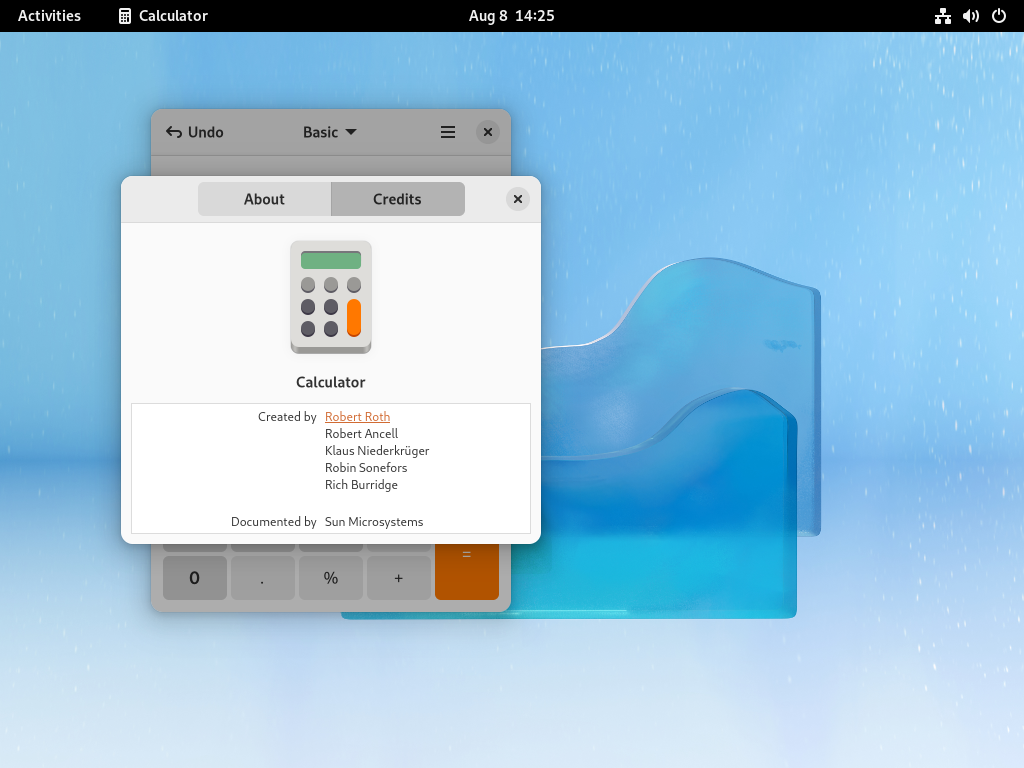 Activities Calculator Aug 8 14:25
Undo Basic
About Credits
Calculator
Created by Robert Roth
Robert Ancell
Klaus Niederkrüger
Robin Sonefors
Rich Burridge
Documented by Sun Microsystems
=
0 . % +